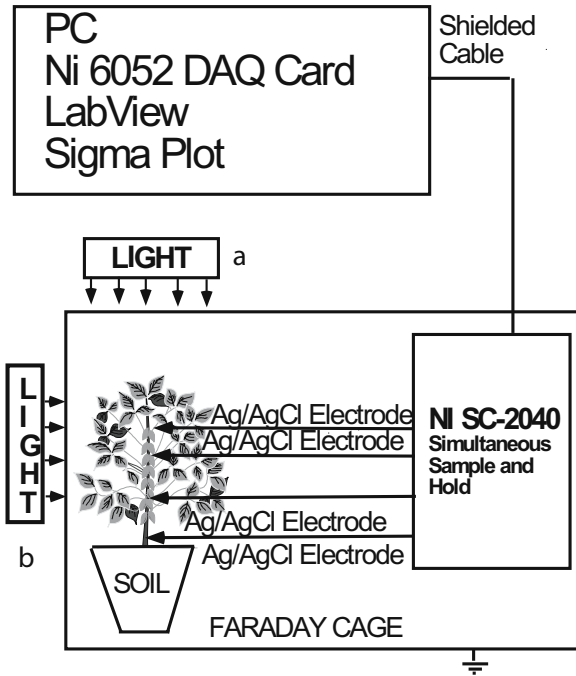 PC
Ni 6052 DAQ Card
LabView
Sigma Plot
Shielded
Cable
LIGHT
a
LIGHT
b
Ag/AgCl Electrode
Ag/AgCl Electrode
Ag/AgCl Electrode
Ag/AgCl Electrode
NI SC-2040
Simultaneous
Sample and
Hold
SOIL
FARADAY CAGE